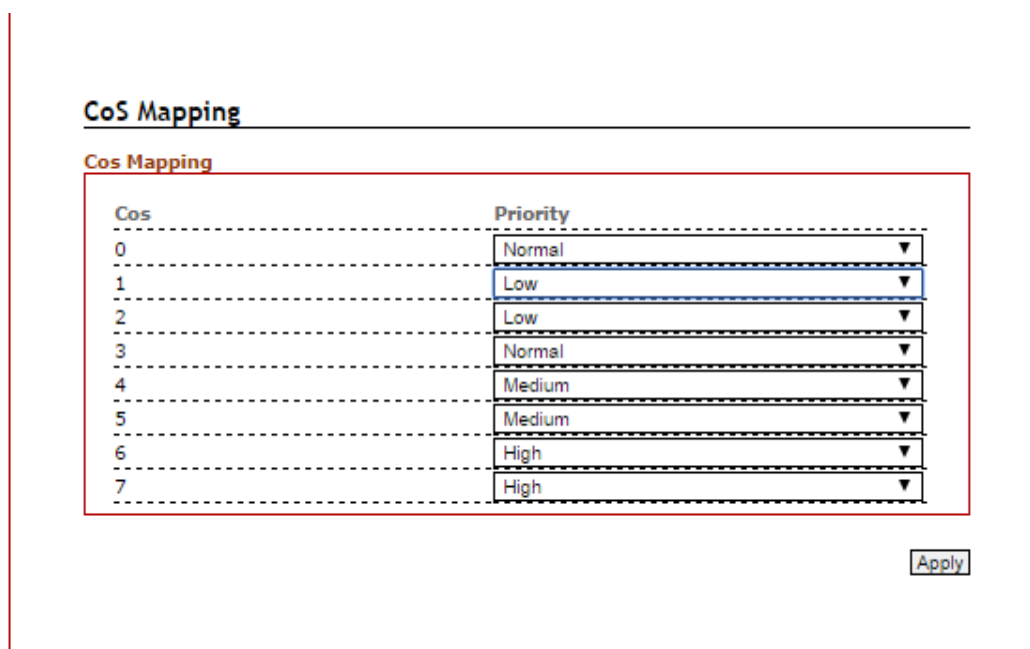 CoS Mapping
Cos Mapping
Cos Priority
0 Normal
1 Low
2 Low
3 Normal
4 Medium
5 Medium
6 High
7 High
Apply